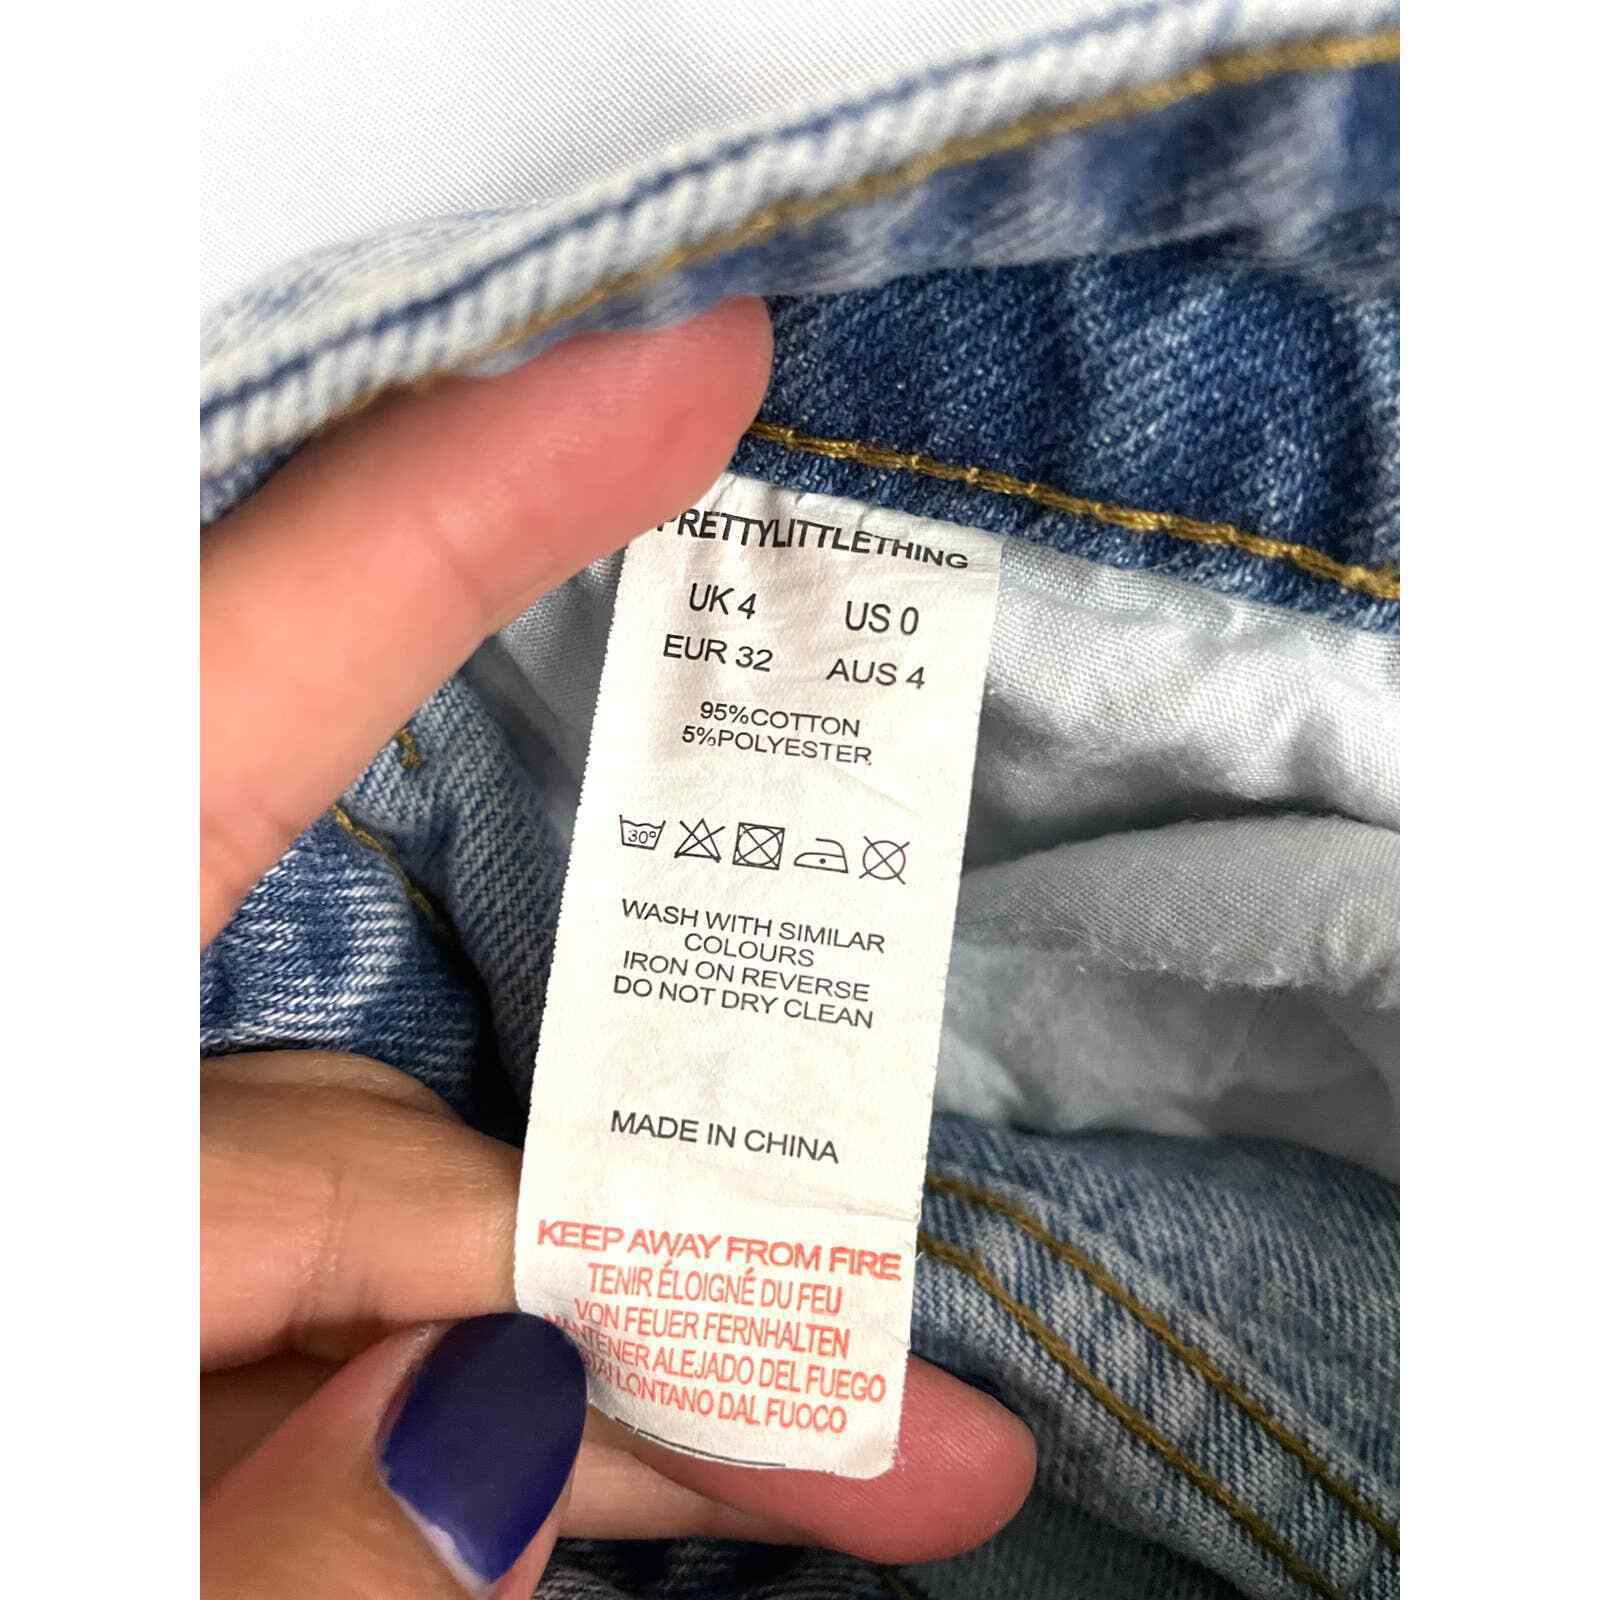 PRETTYLITTLETHING
UK 4 US 0
EUR 32 AUS 4
95%COTTON
5%POLYESTER
30°
WASH WITH SIMILAR
COLOURS
IRON ON REVERSE
DO NOT DRY CLEAN
MADE IN CHINA
KEEP AWAY FROM FIRE
TENIR ÉLOIGNÉ DU FEU
VON FEUER FERNHALTEN
MANTENER ALEJADO DEL FUEGO
LONTANO DAL FUOCO